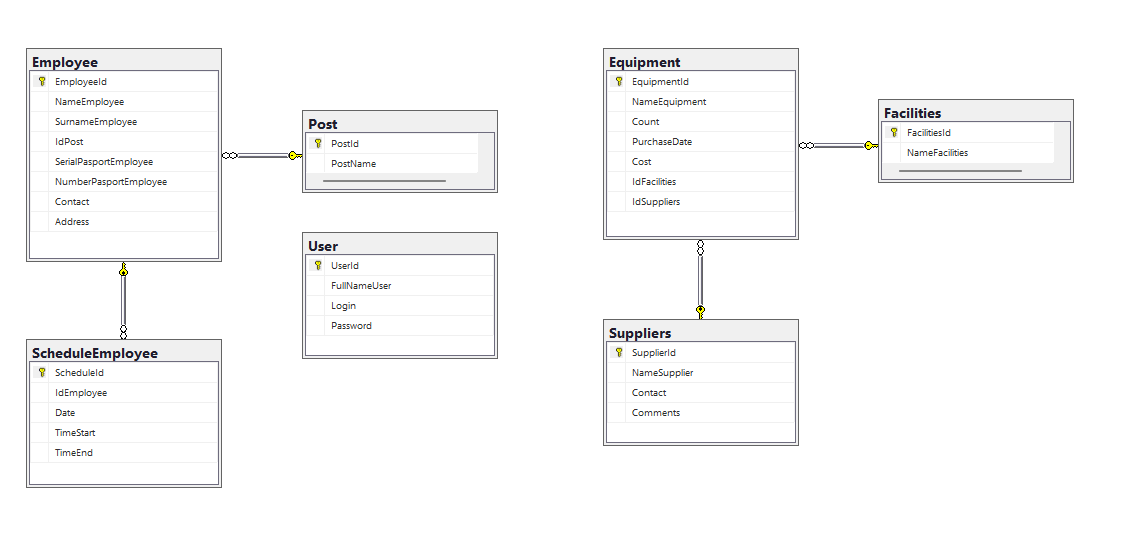 Employee
EmployeeId
NameEmployee
SurnameEmployee
IdPost
SerialPasportEmployee
NumberPasportEmployee
Contact
Address
Post
PostId
PostName
User
UserId
FullNameUser
Login
Password
ScheduleEmployee
ScheduleId
IdEmployee
Date
TimeStart
TimeEnd
Equipment
EquipmentId
NameEquipment
Count
PurchaseDate
Cost
IdFacilities
IdSuppliers
Facilities
FacilitiesId
NameFacilities
Suppliers
SupplierId
NameSupplier
Contact
Comments